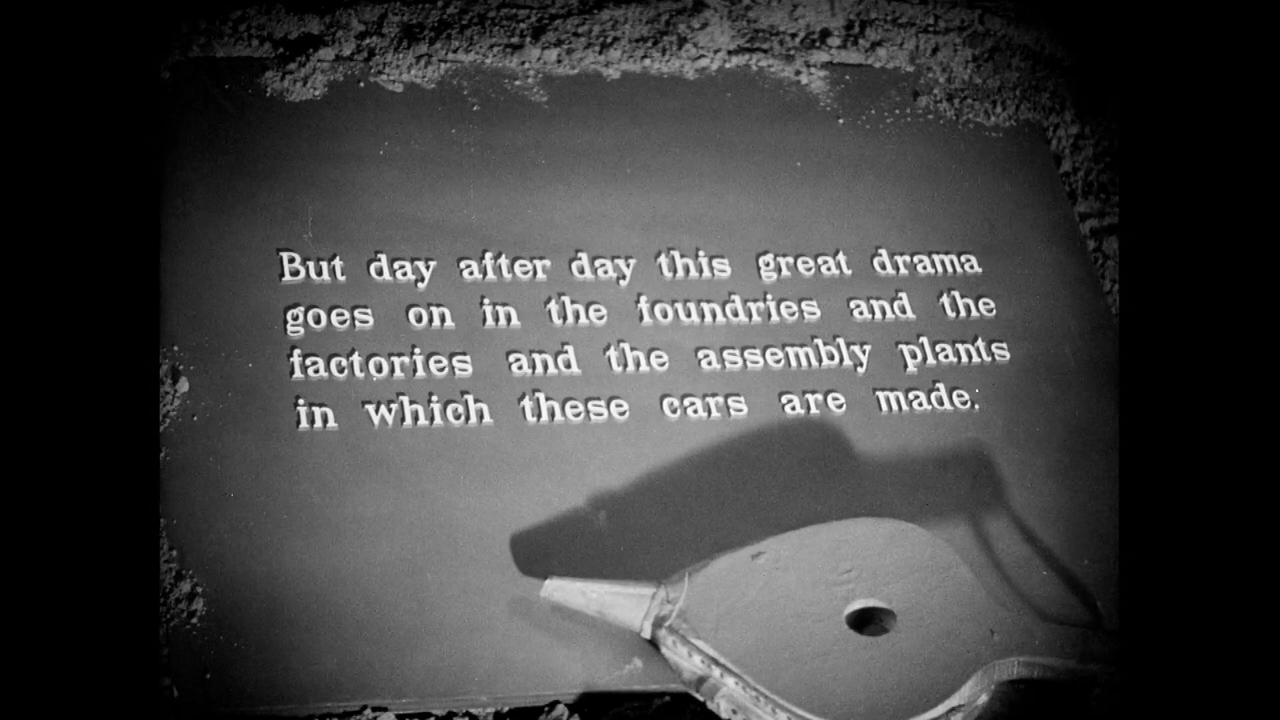 But day after day this great drama
goes on in the foundries and the
factories and the assembly plants
in which these cars are made.